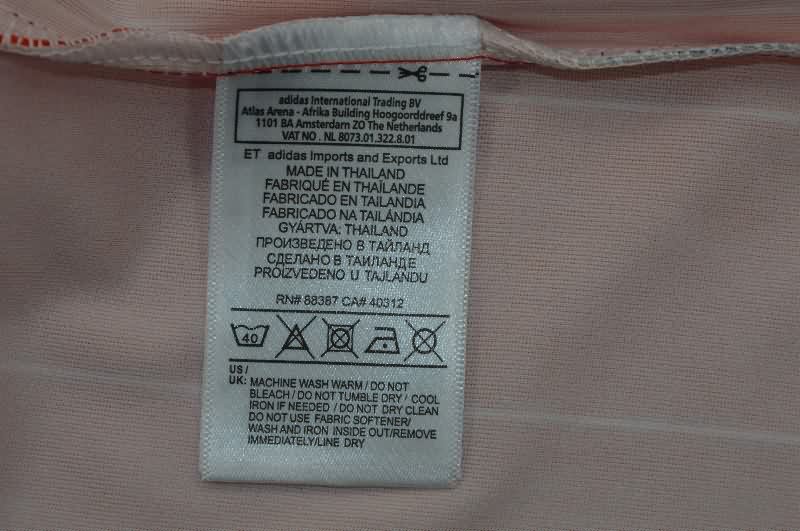 adidas International Trading BV
Atlas Arena - Afrika Building Hoogoorddreef 9a
1101 BA Amsterdam ZO The Netherlands
VAT NO . NL 8073.01.322.8.01
ET adidas Imports and Exports Ltd
MADE IN THAILAND
FABRIQUÉ EN THAÏLANDE
FABRICADO EN TAILANDIA
FABRICADO NA TAILÂNDIA
GYÁRTVA: THAILAND
ПРОИЗВЕДЕНО В ТАЙЛАНД
СДЕЛАНО В ТАИЛАНДЕ
PROIZVEDENO U TAJLANDU
RN# 88387 CA# 40312
40
US /
UK: MACHINE WASH WARM / DO NOT
BLEACH / DO NOT TUMBLE DRY / COOL
IRON IF NEEDED / DO NOT DRY CLEAN
DO NOT USE FABRIC SOFTENER/
WASH AND IRON INSIDE OUT/REMOVE
IMMEDIATELY/LINE DRY